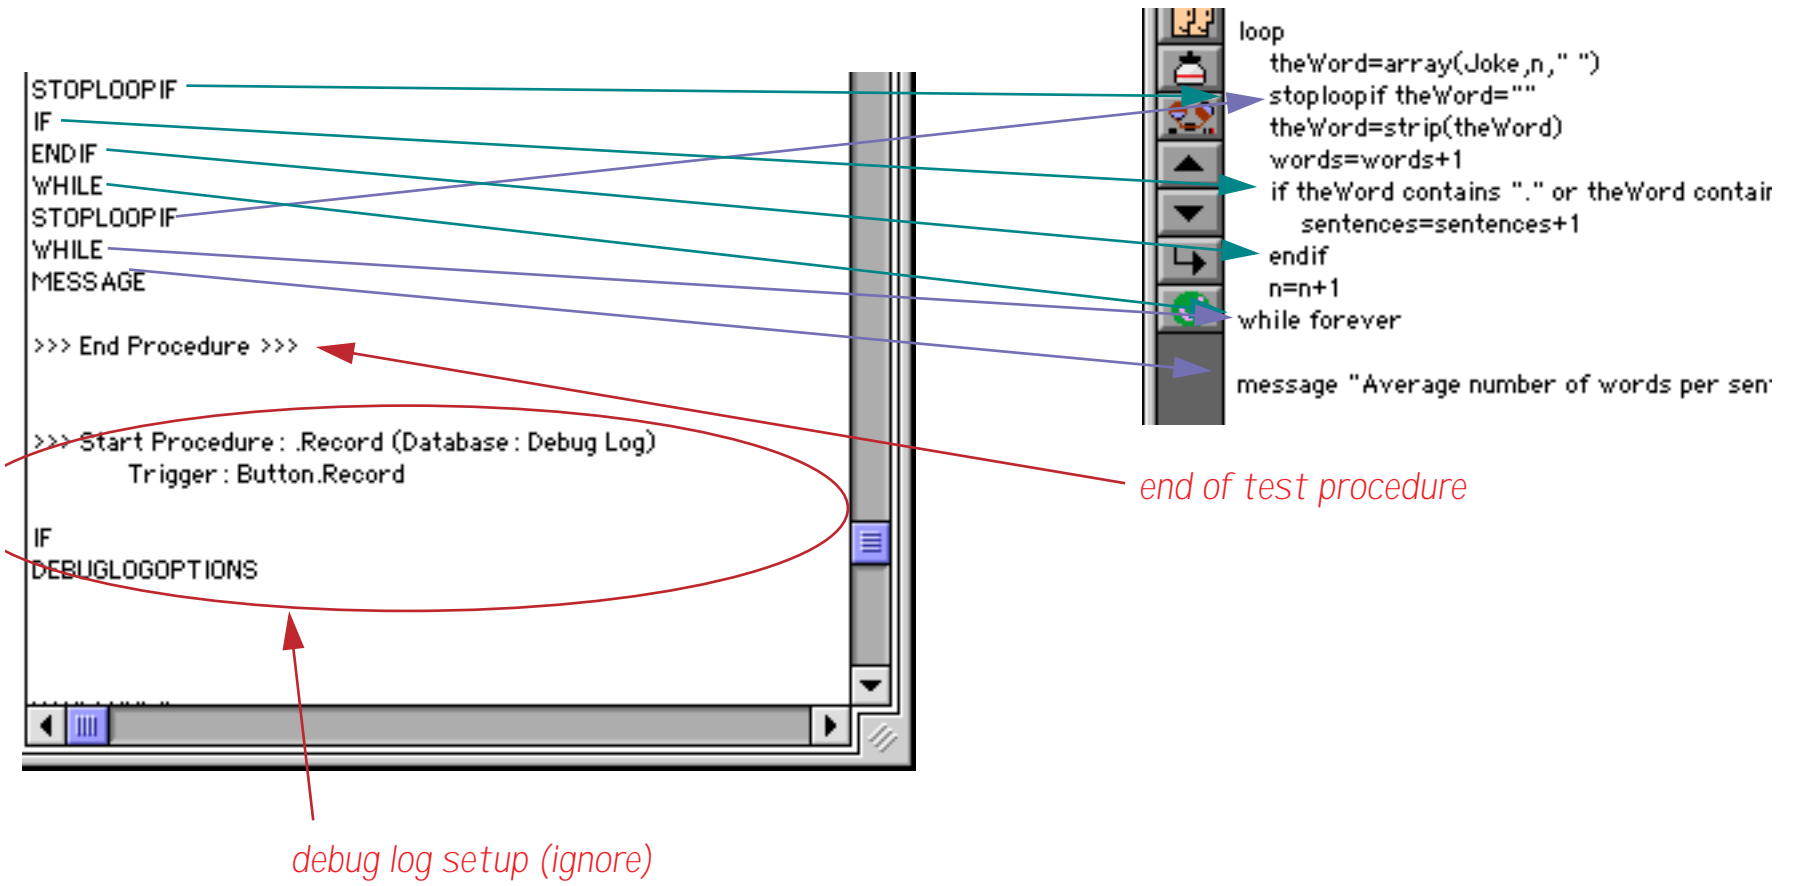 STOPLOOPIF
IF
ENDIF
WHILE
STOPLOOPIF
WHILE
MESSAGE
>>> End Procedure >>>
>>> Start Procedure: .Record (Database: Debug Log)
Trigger: Button.Record
IF
DEBUGLOGOPTIONS
loop
theWord=array(Joke,n," ")
stoploopif theWord=""
theWord=strip(theWord)
words=words+1
if theWord contains "." or theWord contain
sentences=sentences+1
endif
n=n+1
while forever
message "Average number of words per sent
end of test procedure
debug log setup (ignore)